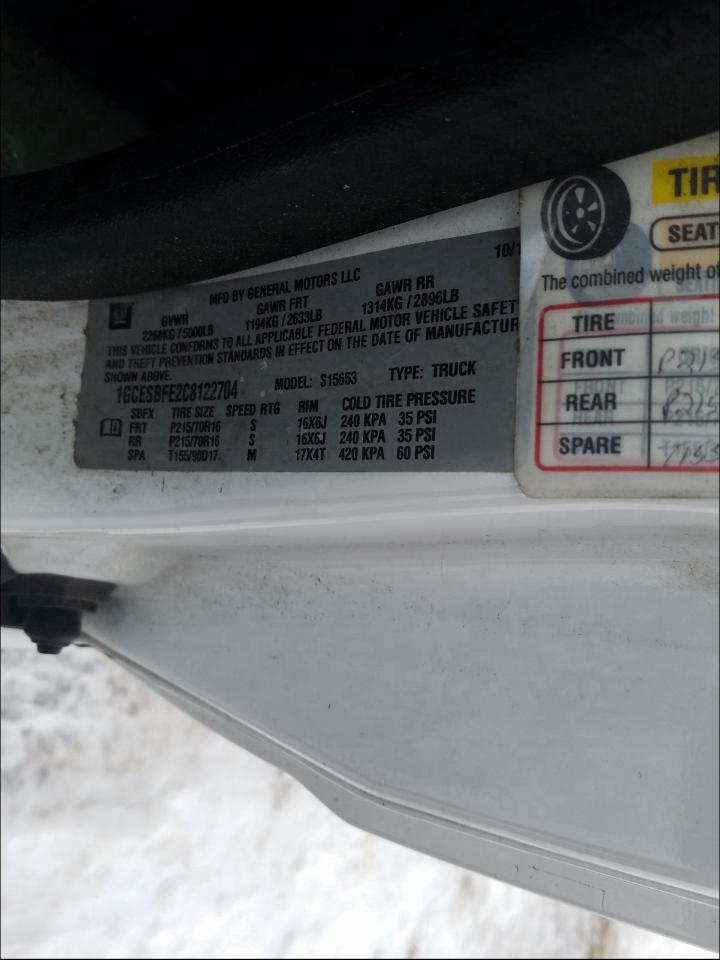 MFD BY GENERAL MOTORS LLC
10/1
GM
GVWR GAWR FRT GAWR RR
2268KG / 5000LB 1194KG / 2633LB 1314KG / 2896LB
THIS VEHICLE CONFORMS TO ALL APPLICABLE FEDERAL MOTOR VEHICLE SAFET
AND THEFT PREVENTION STANDARDS IN EFFECT ON THE DATE OF MANUFACTUR
SHOWN ABOVE.
1GCESBFE2C8122704 MODEL: S15653 TYPE: TRUCK
SBFX TIRE SIZE SPEED RTG RIM COLD TIRE PRESSURE
FRT P215/70R16 S 16X6J 240 KPA 35 PSI
RR P215/70R16 S 16X6J 240 KPA 35 PSI
SPA T155/90D17 M 17X4T 420 KPA 60 PSI
TIR
SEAT
The combined weight of
TIRE
FRONT
REAR
SPARE